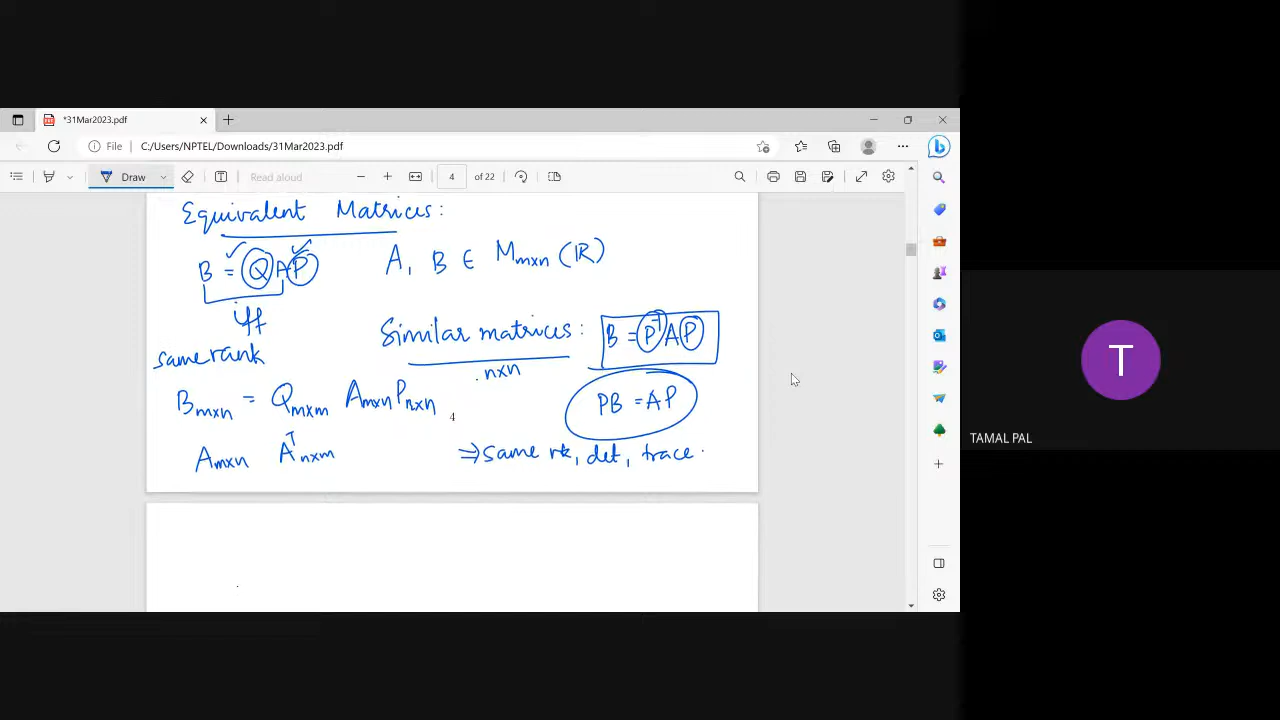 *31Mar2023.pdf
File C:/Users/NPTEL/Downloads/31Mar2023.pdf
Draw Read aloud 4 of 22
Equivalent Matrices:
B = QAP A, B ∈ Mmxn (R)
iff
same rank
Similar matrices: B = P⁻¹AP
nxn
Bmxn = Qmxm Amxn Pnxn
PB = AP
4
Amxn Aᵀnxm
⇒ same rk, det, trace.
T
TAMAL PAL